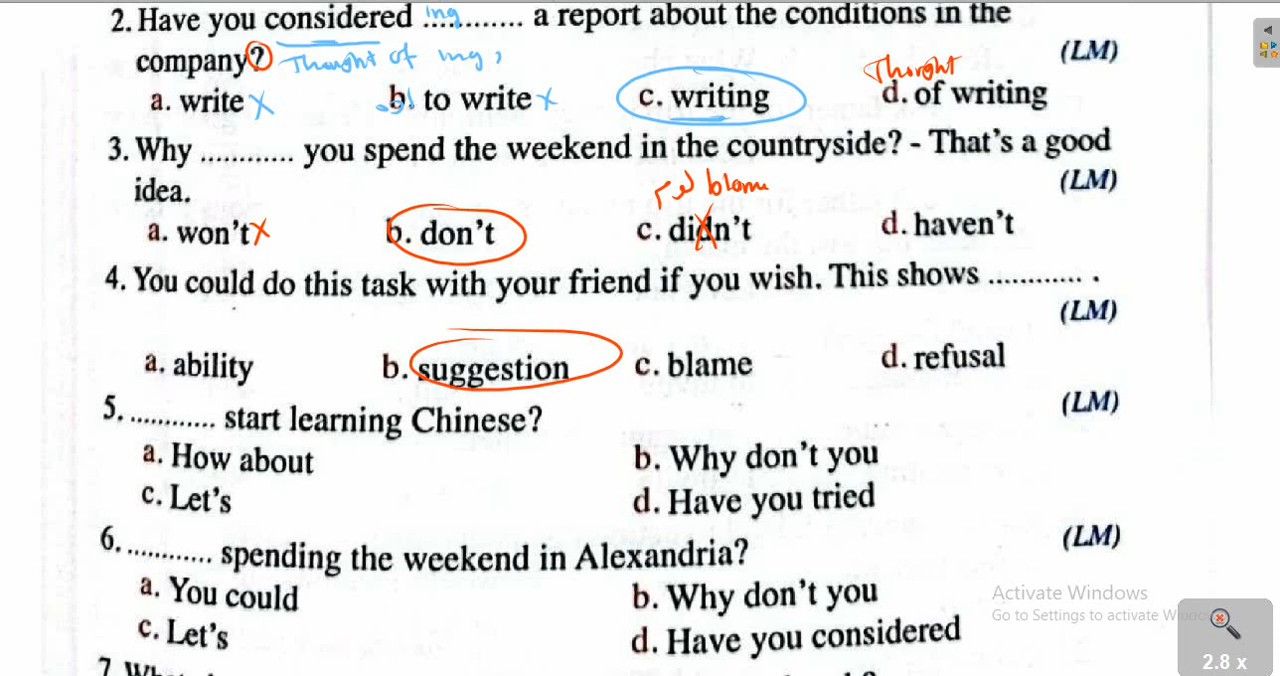 2. Have you considered ing ............ a report about the conditions in the
company? Thought of ing, (LM)
Thought
a. write x b. to write x c. writing d. of writing
3. Why ............ you spend the weekend in the countryside? - That's a good
idea. (LM)
blame
a. won't x b. don't c. didn't d. haven't
4. You could do this task with your friend if you wish. This shows ............ .
(LM)
a. ability b. suggestion c. blame d. refusal
5. ............ start learning Chinese? (LM)
a. How about b. Why don't you
c. Let's d. Have you tried
6. ............ spending the weekend in Alexandria? (LM)
a. You could b. Why don't you
c. Let's d. Have you considered
Activate Windows
Go to Settings to activate
2.8 x